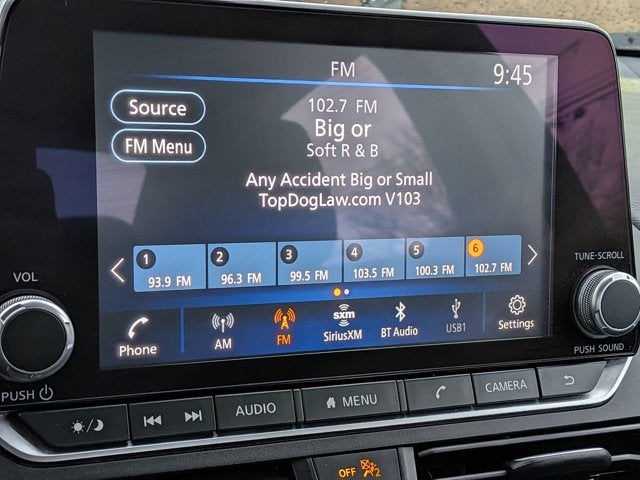 FM
9:45
Source
FM Menu
102.7 FM
Big or
Soft R & B
Any Accident Big or Small
TopDogLaw.com V103
1 2 3 4 5 6
93.9 FM 96.3 FM 99.5 FM 103.5 FM 100.3 FM 102.7 FM
Phone
AM
FM
sxm
SiriusXM
BT Audio
USB1
Settings
VOL
PUSH
TUNE·SCROLL
PUSH SOUND
AUDIO
MENU
CAMERA
OFF
2